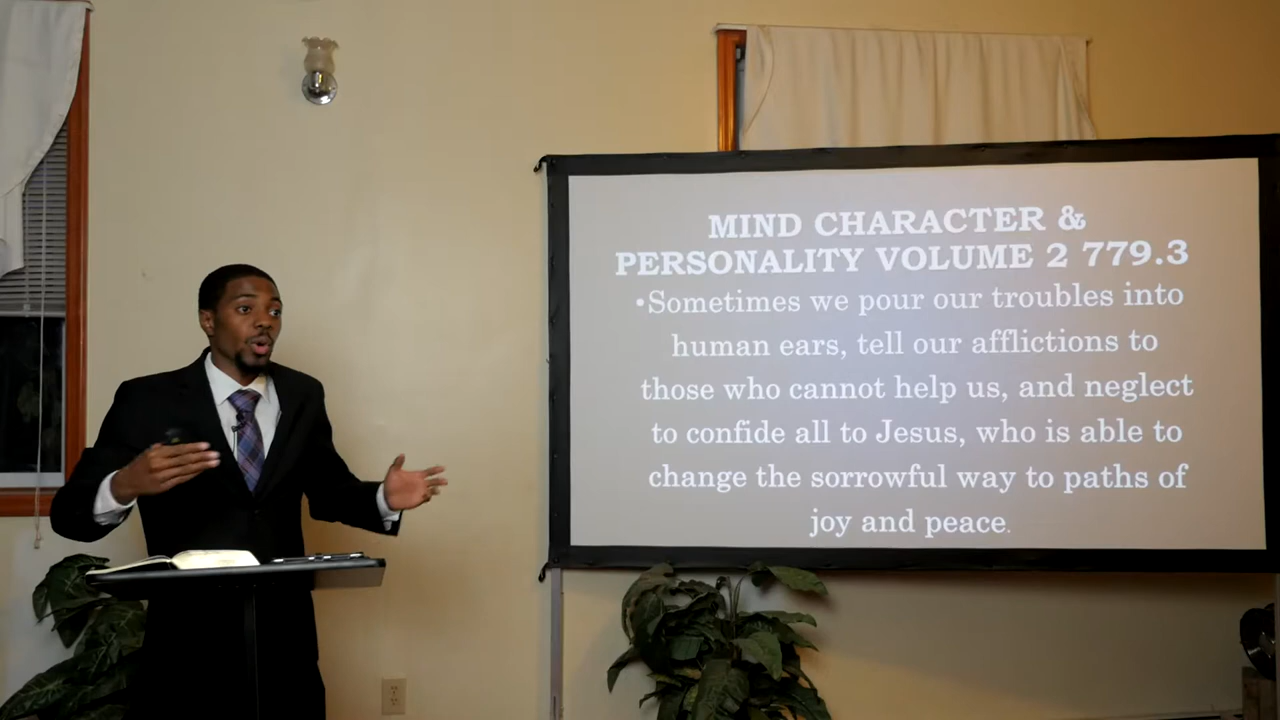 MIND CHARACTER &
PERSONALITY VOLUME 2 779.3
•Sometimes we pour our troubles into
human ears, tell our afflictions to
those who cannot help us, and neglect
to confide all to Jesus, who is able to
change the sorrowful way to paths of
joy and peace.